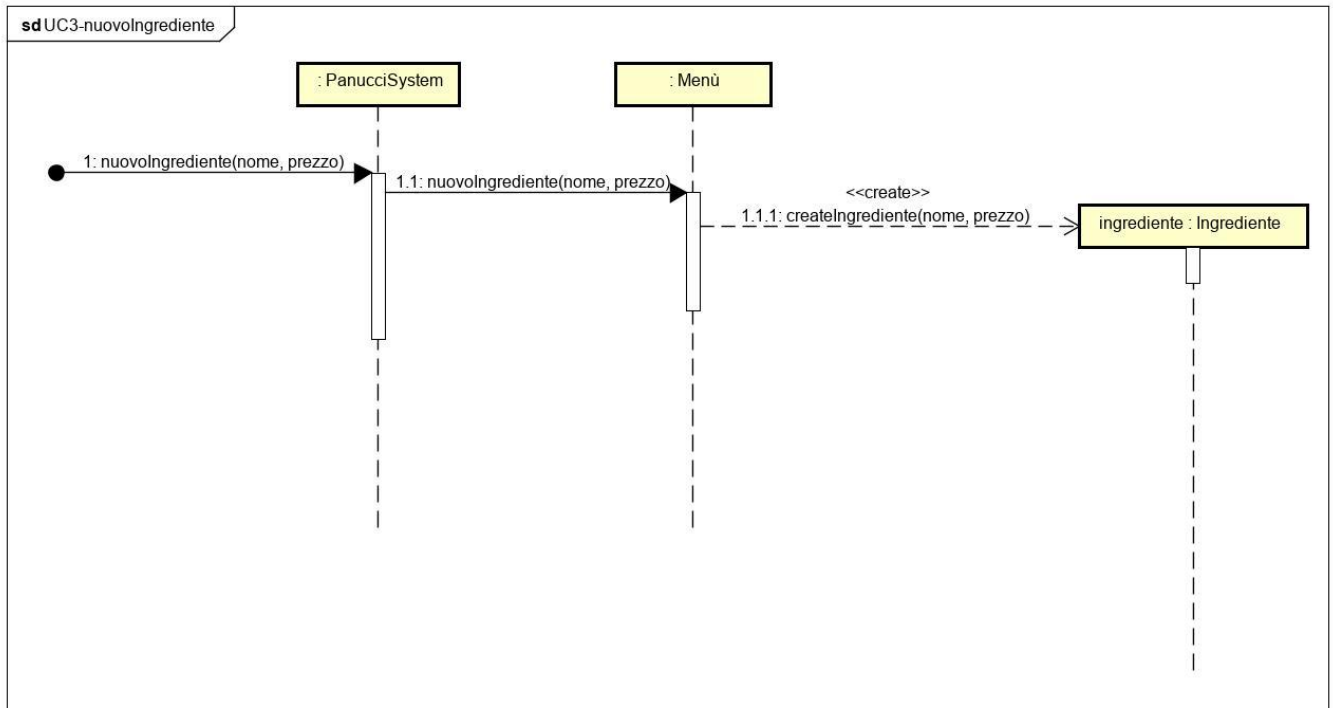 sd UC3-nuovoIngrediente
: PanucciSystem
: Menù
1: nuovoIngrediente(nome, prezzo)
1.1: nuovoIngrediente(nome, prezzo)
<<create>>
1.1.1: createIngrediente(nome, prezzo)
ingrediente : Ingrediente